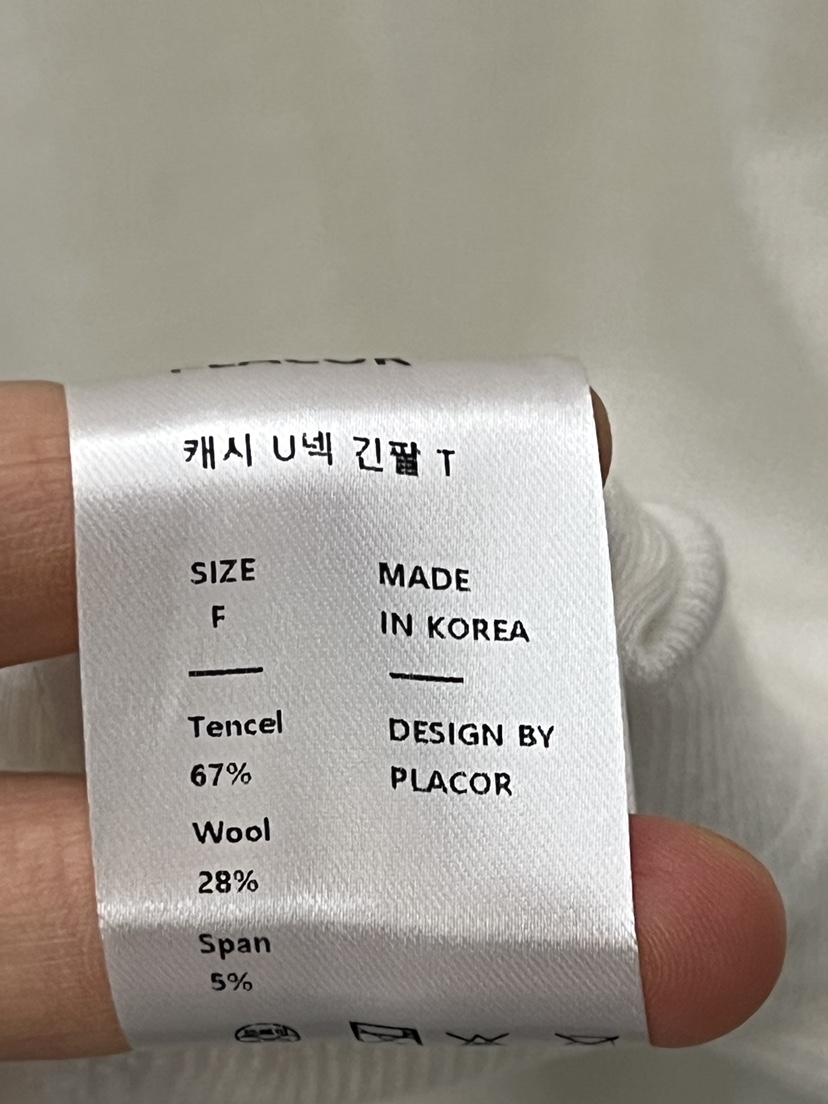 PLACOR
캐시 U넥 긴팔 T
SIZE
F
MADE
IN KOREA
Tencel
67%
Wool
28%
Span
5%
DESIGN BY
PLACOR